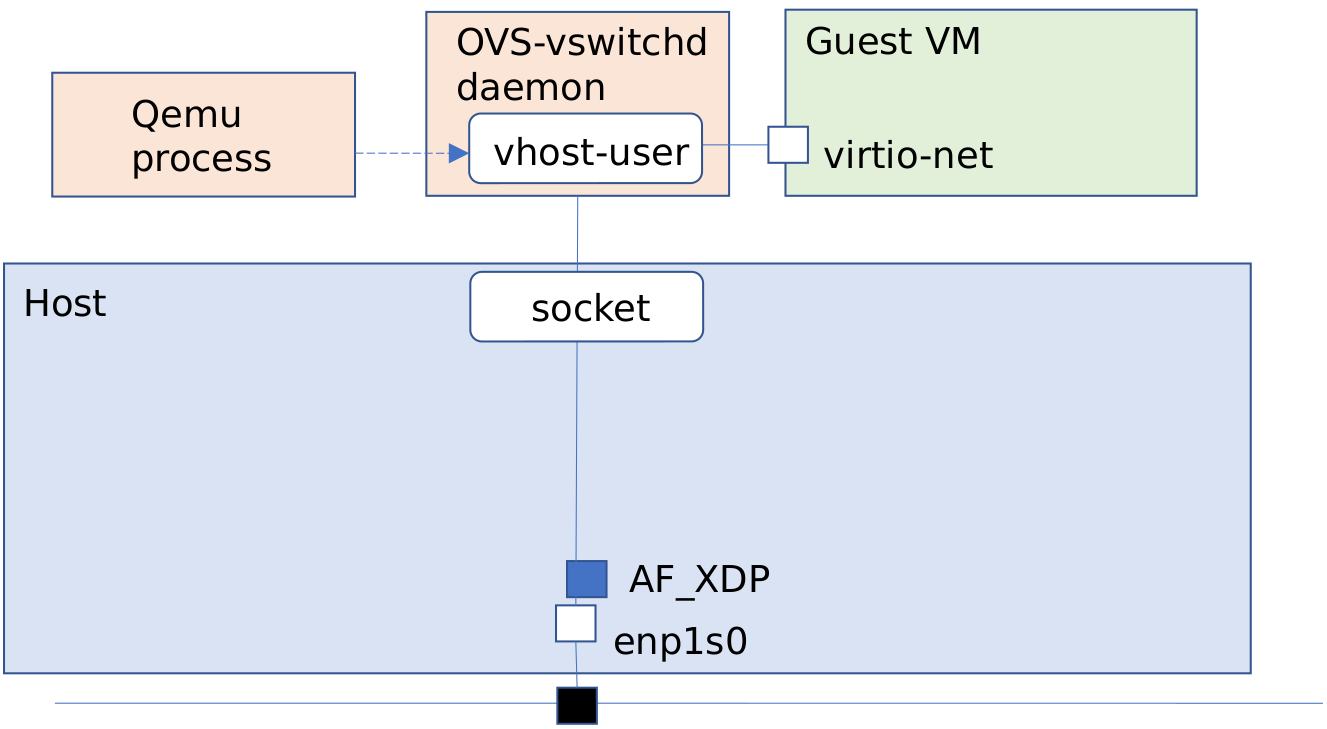 OVS-vswitchd
daemon
Guest VM
Qemu
process
vhost-user
virtio-net
Host
socket
AF_XDP
enp1s0